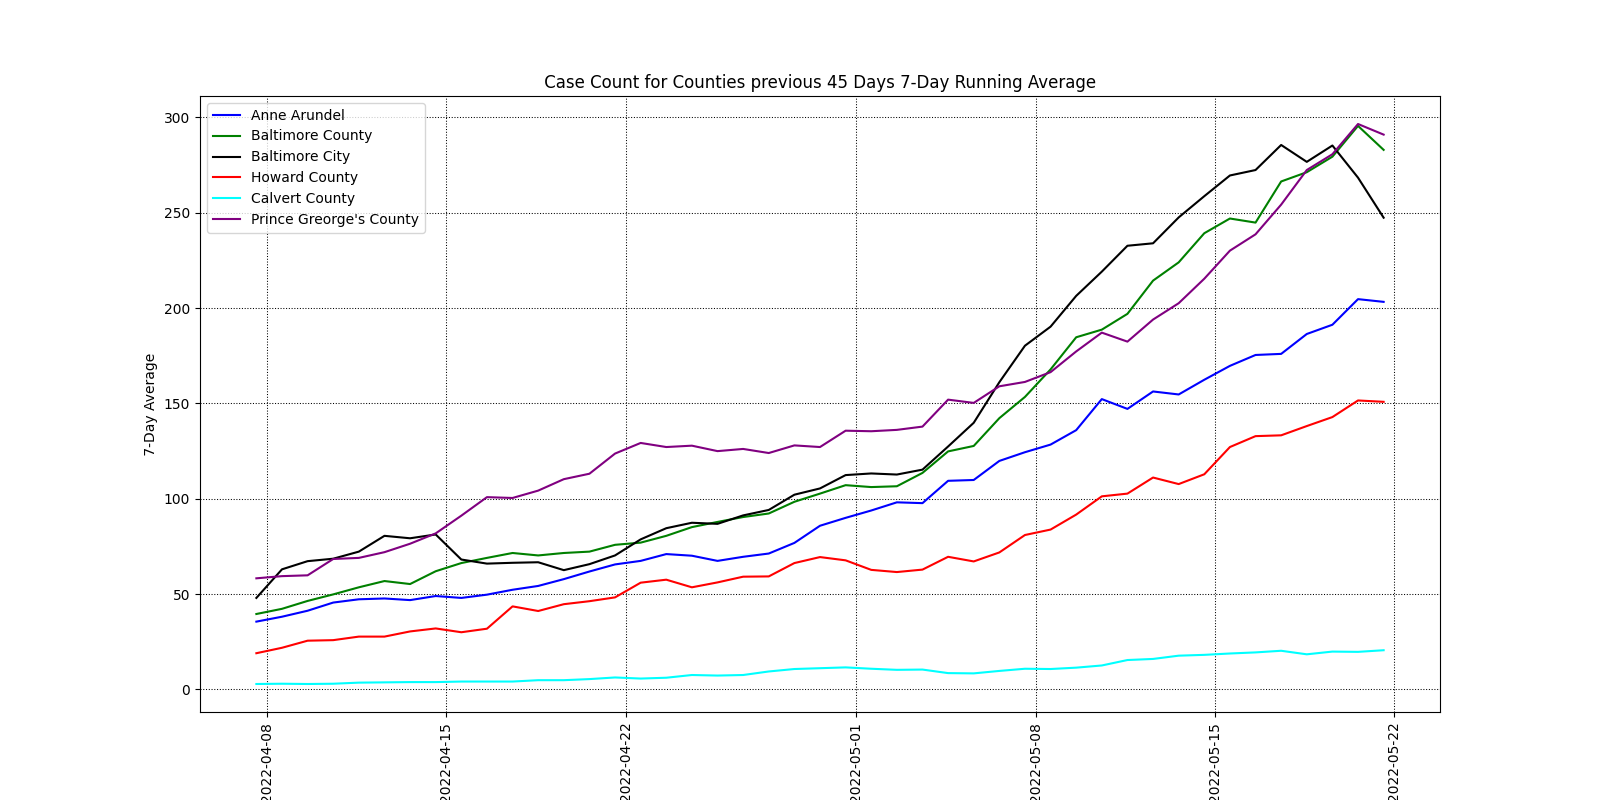 Case Count for Counties previous 45 Days 7-Day Running Average
Anne Arundel
Baltimore County
Baltimore City
Howard County
Calvert County
Prince Greorge's County
7-Day Average
300
250
200
150
100
50
0
2022-04-08
2022-04-15
2022-04-22
2022-05-01
2022-05-08
2022-05-15
2022-05-22